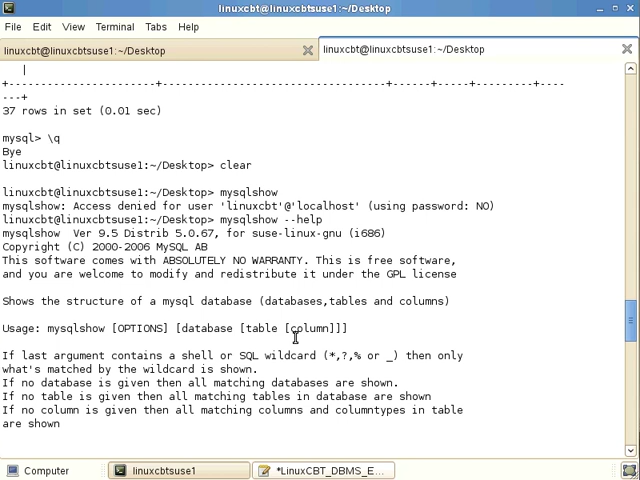 linuxcbt@linuxcbtsuse1:~/Desktop
File Edit View Terminal Tabs Help
linuxcbt@linuxcbtsuse1:~/Desktop
linuxcbt@linuxcbtsuse1:~/Desktop
|
+----------------------+---------------------------------+------+-----+---------+----
---+
37 rows in set (0.01 sec)
mysql> \q
Bye
linuxcbt@linuxcbtsuse1:~/Desktop> clear
linuxcbt@linuxcbtsuse1:~/Desktop> mysqlshow
mysqlshow: Access denied for user 'linuxcbt'@'localhost' (using password: NO)
linuxcbt@linuxcbtsuse1:~/Desktop> mysqlshow --help
mysqlshow  Ver 9.5 Distrib 5.0.67, for suse-linux-gnu (i686)
Copyright (C) 2000-2006 MySQL AB
This software comes with ABSOLUTELY NO WARRANTY. This is free software,
and you are welcome to modify and redistribute it under the GPL license
Shows the structure of a mysql database (databases,tables and columns)
Usage: mysqlshow [OPTIONS] [database [table [column]]]
If last argument contains a shell or SQL wildcard (*,?,% or _) then only
what's matched by the wildcard is shown.
If no database is given then all matching databases are shown.
If no table is given then all matching tables in database are shown
If no column is given then all matching columns and columntypes in table
are shown
Computer
linuxcbtsuse1
*LinuxCBT_DBMS_E...